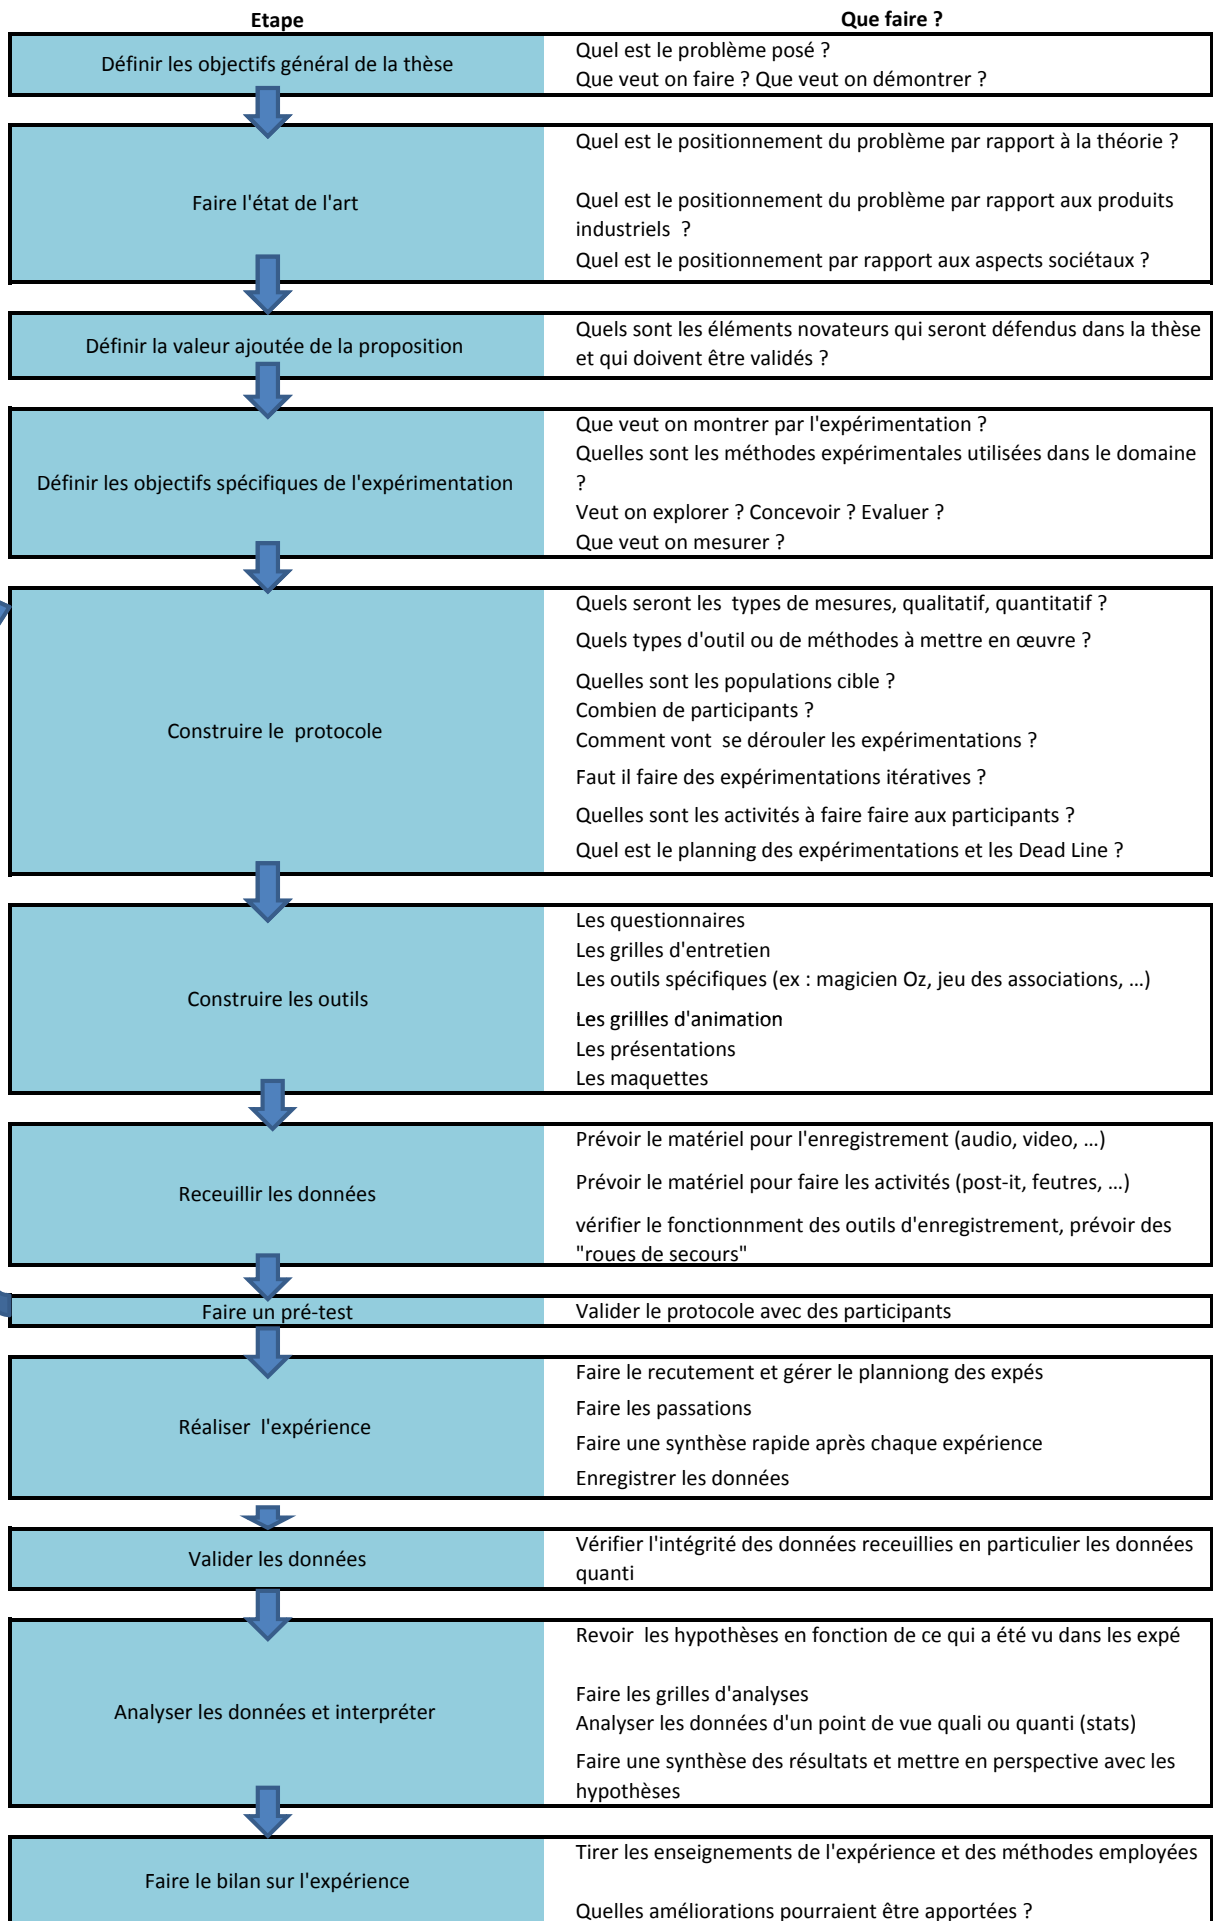 Etape
Que faire ?
Définir les objectifs général de la thèse
Quel est le problème posé ?
Que veut on faire ? Que veut on démontrer ?
Faire l'état de l'art
Quel est le positionnement du problème par rapport à la théorie ?
Quel est le positionnement du problème par rapport aux produits
industriels  ?
Quel est le positionnement par rapport aux aspects sociétaux ?
Définir la valeur ajoutée de la proposition
Quels sont les éléments novateurs qui seront défendus dans la thèse
et qui doivent être validés ?
Définir les objectifs spécifiques de l'expérimentation
Que veut on montrer par l'expérimentation ?
Quelles sont les méthodes expérimentales utilisées dans le domaine
?
Veut on explorer ? Concevoir ? Evaluer ?
Que veut on mesurer ?
Construire le  protocole
Quels seront les  types de mesures, qualitatif, quantitatif ?
Quels types d'outil ou de méthodes à mettre en œuvre ?
Quelles sont les populations cible ?
Combien de participants ?
Comment vont  se dérouler les expérimentations ?
Faut il faire des expérimentations itératives ?
Quelles sont les activités à faire faire aux participants ?
Quel est le planning des expérimentations et les Dead Line ?
Construire les outils
Les questionnaires
Les grilles d'entretien
Les outils spécifiques (ex : magicien Oz, jeu des associations, ...)
Les grillles d'animation
Les présentations
Les maquettes
Receuillir les données
Prévoir le matériel pour l'enregistrement (audio, video, ...)
Prévoir le matériel pour faire les activités (post-it, feutres, ...)
vérifier le fonctionnment des outils d'enregistrement, prévoir des
"roues de secours"
Faire un pré-test
Valider le protocole avec des participants
Réaliser  l'expérience
Faire le recutement et gérer le planniong des expés
Faire les passations
Faire une synthèse rapide après chaque expérience
Enregistrer les données
Valider les données
Vérifier l'intégrité des données receuillies en particulier les données
quanti
Analyser les données et interpréter
Revoir  les hypothèses en fonction de ce qui a été vu dans les expé
Faire les grilles d'analyses
Analyser les données d'un point de vue quali ou quanti (stats)
Faire une synthèse des résultats et mettre en perspective avec les
hypothèses
Faire le bilan sur l'expérience
Tirer les enseignements de l'expérience et des méthodes employées
Quelles améliorations pourraient être apportées ?